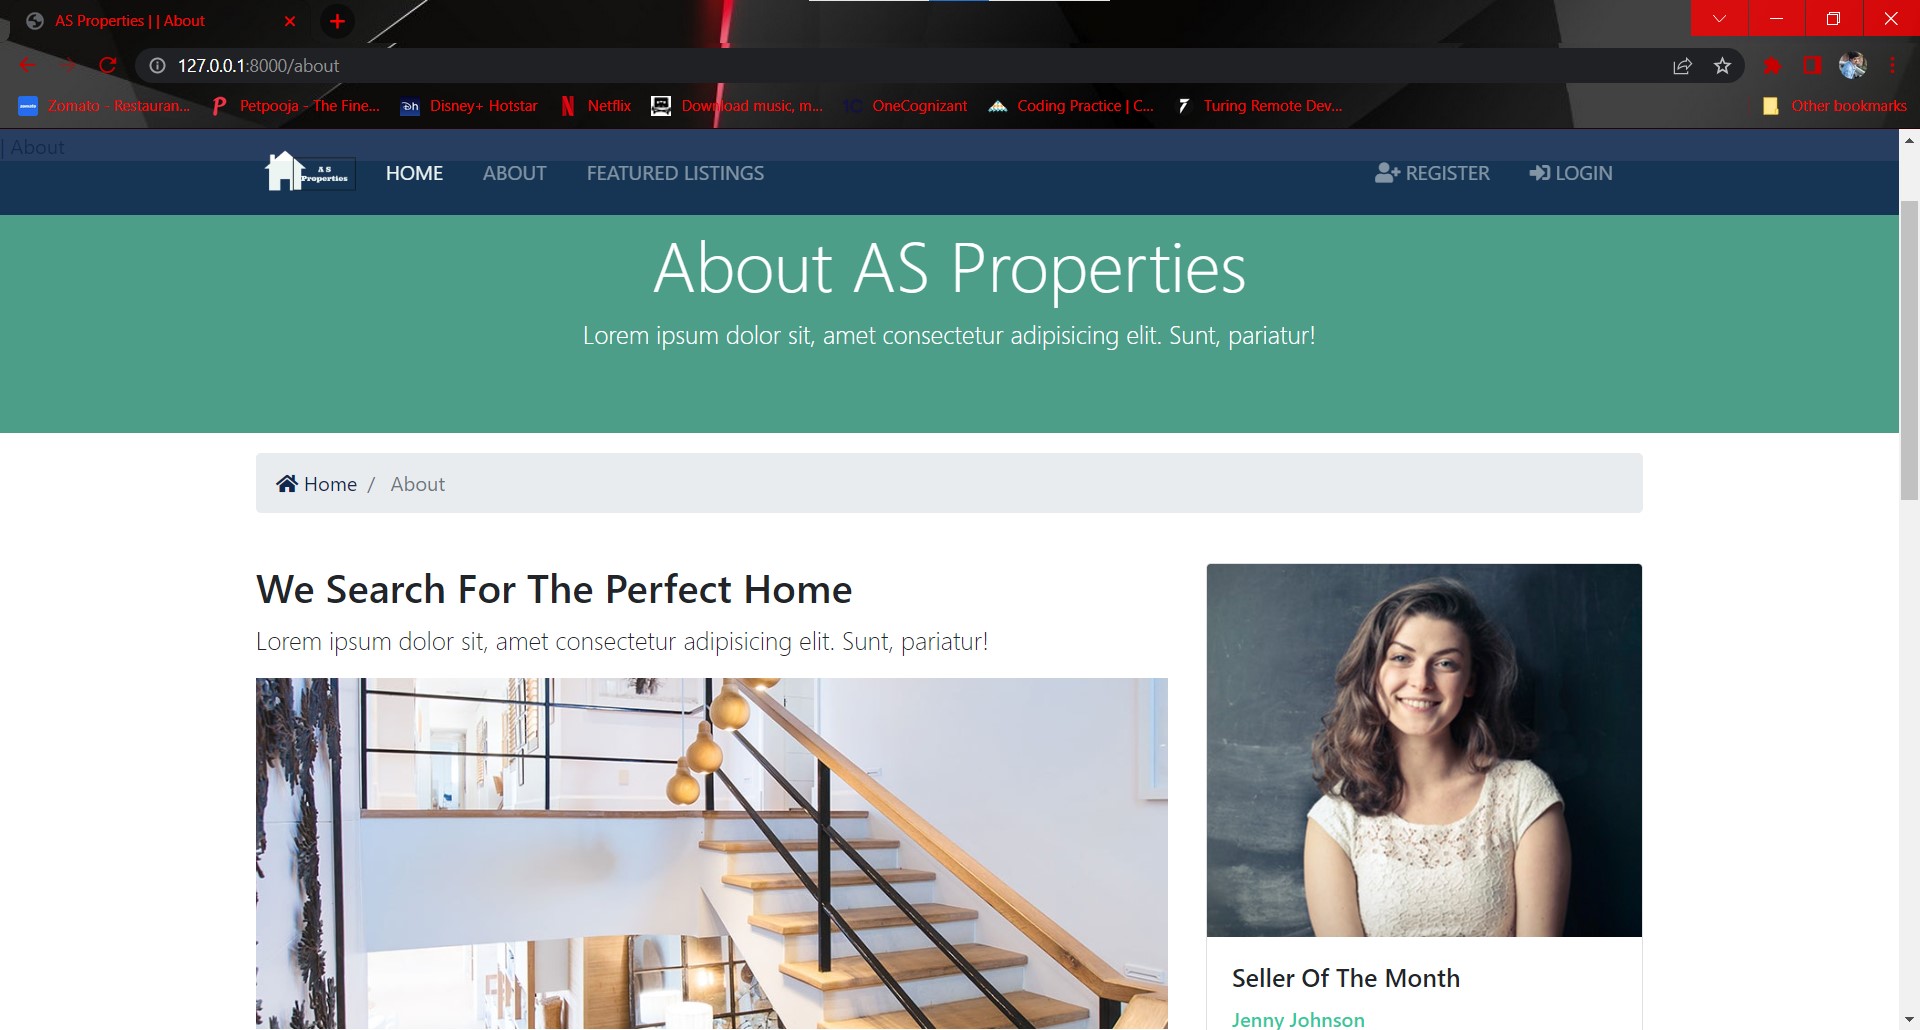 AS Properties | | About
127.0.0.1:8000/about
Zomato - Restauran...
Petpooja - The Fine...
Disney+ Hotstar
Netflix
Download music, m...
OneCognizant
Coding Practice | C...
Turing Remote Dev...
Other bookmarks
| About
A S
Properties
HOME
ABOUT
FEATURED LISTINGS
REGISTER
LOGIN
About AS Properties
Lorem ipsum dolor sit, amet consectetur adipisicing elit. Sunt, pariatur!
Home / About
We Search For The Perfect Home
Lorem ipsum dolor sit, amet consectetur adipisicing elit. Sunt, pariatur!
Seller Of The Month
Jenny Johnson